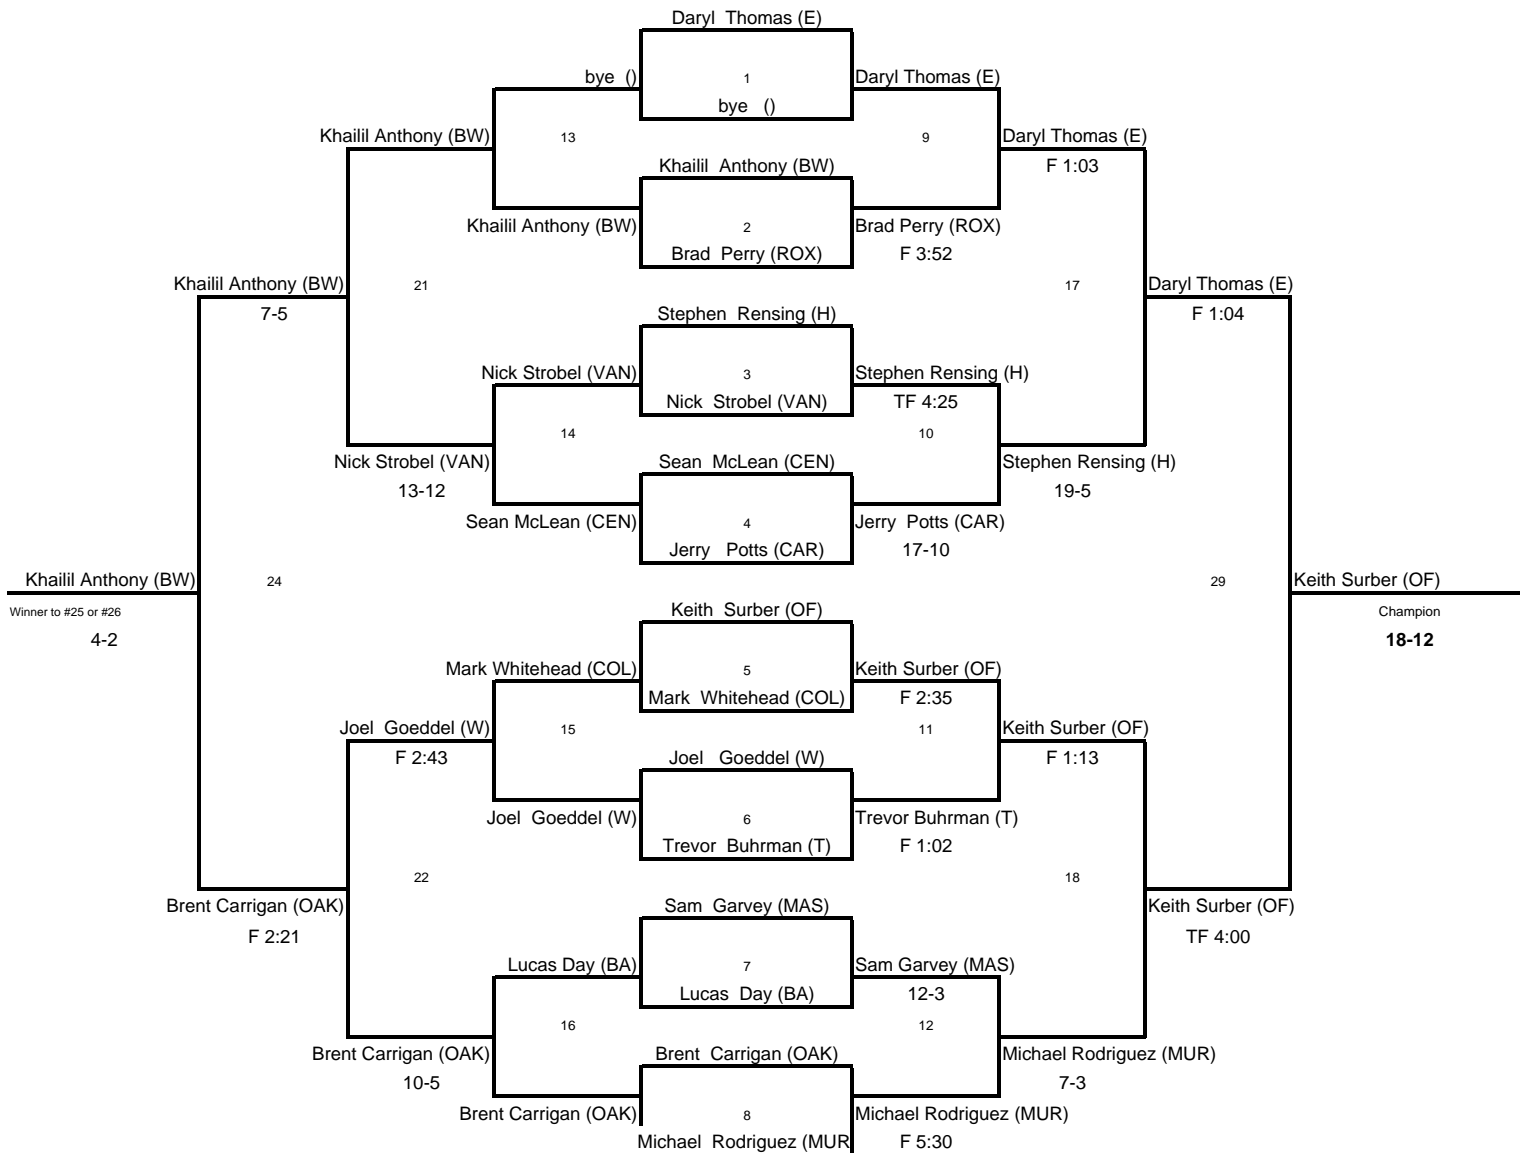 Daryl  Thomas (E)
bye  ()
1
Daryl Thomas (E)
bye   ()
Khailil Anthony (BW)
13
9
Daryl Thomas (E)
Khailil  Anthony (BW)
F 1:03
Khailil Anthony (BW)
2
Brad Perry (ROX)
Brad  Perry (ROX)
F 3:52
Khailil Anthony (BW)
21
17
Daryl Thomas (E)
7-5
Stephen  Rensing (H)
F 1:04
Nick Strobel (VAN)
3
Stephen Rensing (H)
Nick  Strobel (VAN)
TF 4:25
14
10
Nick Strobel (VAN)
Sean  McLean (CEN)
Stephen Rensing (H)
13-12
19-5
Sean McLean (CEN)
4
Jerry  Potts (CAR)
Jerry   Potts (CAR)
17-10
Khailil Anthony (BW)
24
29
Keith Surber (OF)
Winner to #25 or #26
Keith  Surber (OF)
Champion
4-2
18-12
Mark Whitehead (COL)
5
Keith Surber (OF)
Mark  Whitehead (COL)
F 2:35
Joel  Goeddel (W)
15
11
Keith Surber (OF)
F 2:43
Joel   Goeddel (W)
F 1:13
Joel  Goeddel (W)
6
Trevor Buhrman (T)
Trevor  Buhrman (T)
F 1:02
22
18
Brent Carrigan (OAK)
Sam  Garvey (MAS)
Keith Surber (OF)
F 2:21
TF 4:00
Lucas Day (BA)
7
Sam Garvey (MAS)
Lucas  Day (BA)
12-3
16
12
Brent Carrigan (OAK)
Brent  Carrigan (OAK)
Michael Rodriguez (MUR)
10-5
7-3
Brent Carrigan (OAK)
8
Michael Rodriguez (MUR)
Michael  Rodriguez (MUR
F 5:30